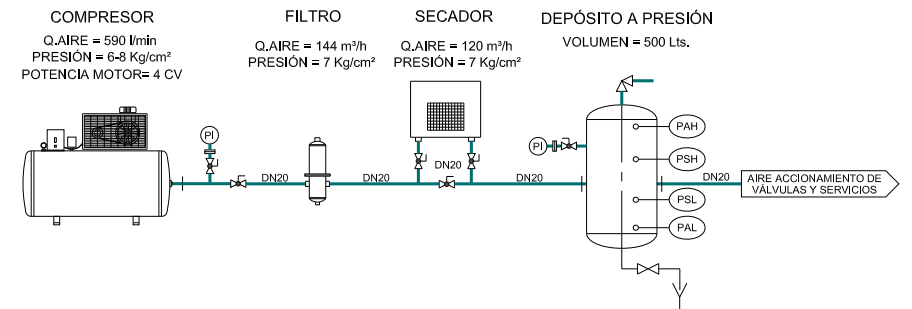 COMPRESOR
Q.AIRE = 590 l/min
PRESIÓN = 6-8 Kg/cm²
POTENCIA MOTOR= 4 CV
FILTRO
Q.AIRE = 144 m³/h
PRESIÓN = 7 Kg/cm²
SECADOR
Q.AIRE = 120 m³/h
PRESIÓN = 7 Kg/cm²
DEPÓSITO A PRESIÓN
VOLUMEN = 500 Lts.
PI
DN20
DN20
DN20
DN20
PI
PAH
PSH
PSL
PAL
DN20
AIRE ACCIONAMIENTO DE
VÁLVULAS Y SERVICIOS